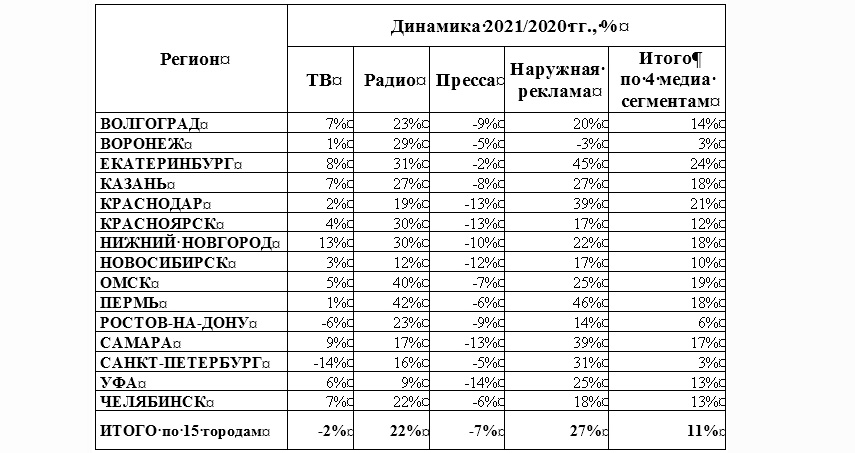 Динамика·2021/2020·гг.,·%¤
Регион¤
ТВ¤ Радио¤ Пресса¤ Наружная· реклама¤ Итого¶ по·4·медиа· сегментам¤
ВОЛГОГРАД¤ 7%¤ 23%¤ -9%¤ 20%¤ 14%¤
ВОРОНЕЖ¤ 1%¤ 29%¤ -5%¤ -3%¤ 3%¤
ЕКАТЕРИНБУРГ¤ 8%¤ 31%¤ -2%¤ 45%¤ 24%¤
КАЗАНЬ¤ 7%¤ 27%¤ -8%¤ 27%¤ 18%¤
КРАСНОДАР¤ 2%¤ 19%¤ -13%¤ 39%¤ 21%¤
КРАСНОЯРСК¤ 4%¤ 30%¤ -13%¤ 17%¤ 12%¤
НИЖНИЙ·НОВГОРОД¤ 13%¤ 30%¤ -10%¤ 22%¤ 18%¤
НОВОСИБИРСК¤ 3%¤ 12%¤ -12%¤ 17%¤ 10%¤
ОМСК¤ 5%¤ 40%¤ -7%¤ 25%¤ 19%¤
ПЕРМЬ¤ 1%¤ 42%¤ -6%¤ 46%¤ 18%¤
РОСТОВ-НА-ДОНУ¤ -6%¤ 23%¤ -9%¤ 14%¤ 6%¤
САМАРА¤ 9%¤ 17%¤ -13%¤ 39%¤ 17%¤
САНКТ-ПЕТЕРБУРГ¤ -14%¤ 16%¤ -5%¤ 31%¤ 3%¤
УФА¤ 6%¤ 9%¤ -14%¤ 25%¤ 13%¤
ЧЕЛЯБИНСК¤ 7%¤ 22%¤ -6%¤ 18%¤ 13%¤
ИТОГО·по·15·городам¤ -2%¤ 22%¤ -7%¤ 27%¤ 11%¤